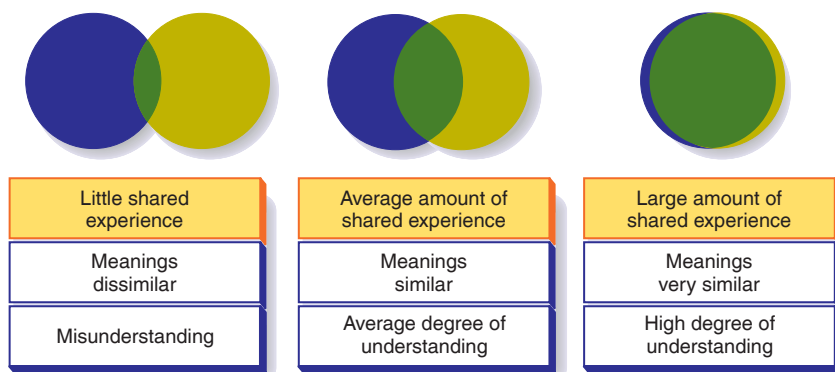 Little shared
experience
Meanings
dissimilar
Misunderstanding
Average amount of
shared experience
Meanings
similar
Average degree of
understanding
Large amount of
shared experience
Meanings
very similar
High degree of
understanding